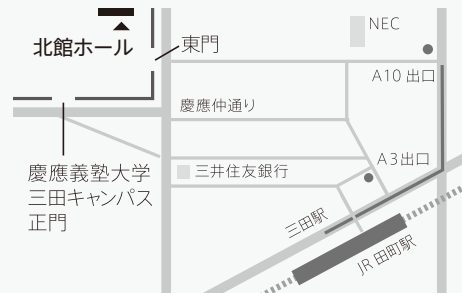 NEC
北館ホール
東門
A10 出口
慶應仲通り
慶應義塾大学
三田キャンパス
正門
三井住友銀行
A3出口
三田駅
JR 田町駅